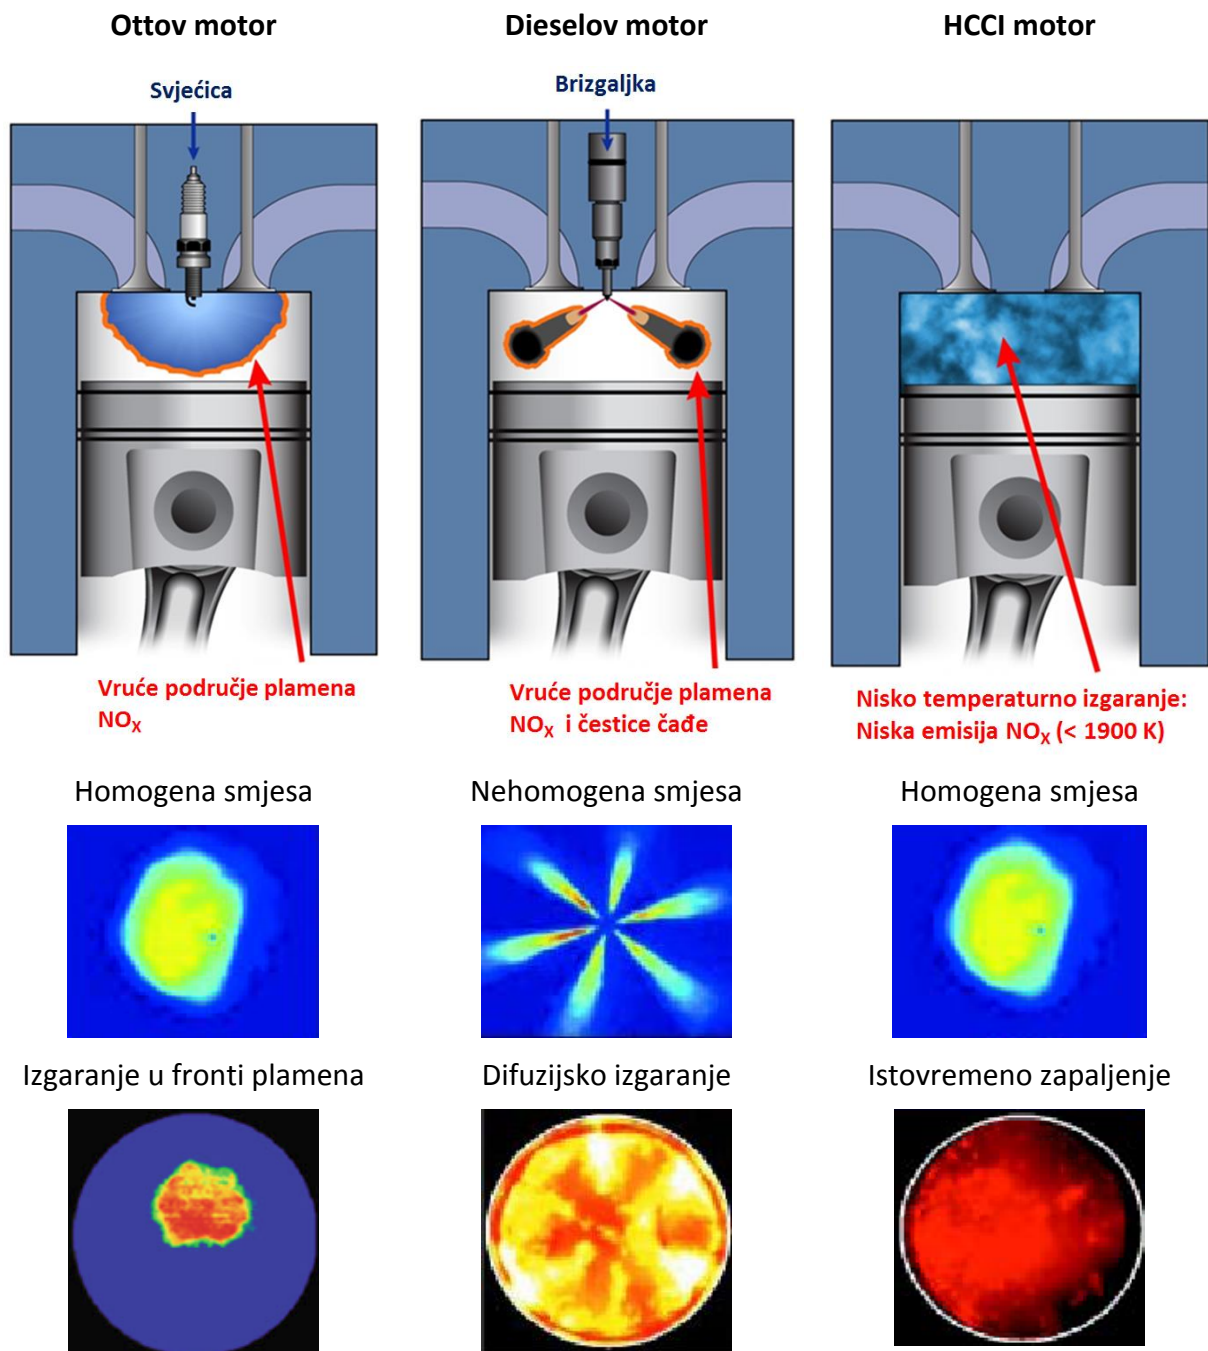 Ottov motor
Dieselov motor
HCCI motor
Svjećica
Brizgaljka
Vruće područje plamena
NOX
Vruće područje plamena
NOX i čestice čađe
Nisko temperaturno izgaranje:
Niska emisija NOX (< 1900 K)
Homogena smjesa
Nehomogena smjesa
Homogena smjesa
Izgaranje u fronti plamena
Difuzijsko izgaranje
Istovremeno zapaljenje